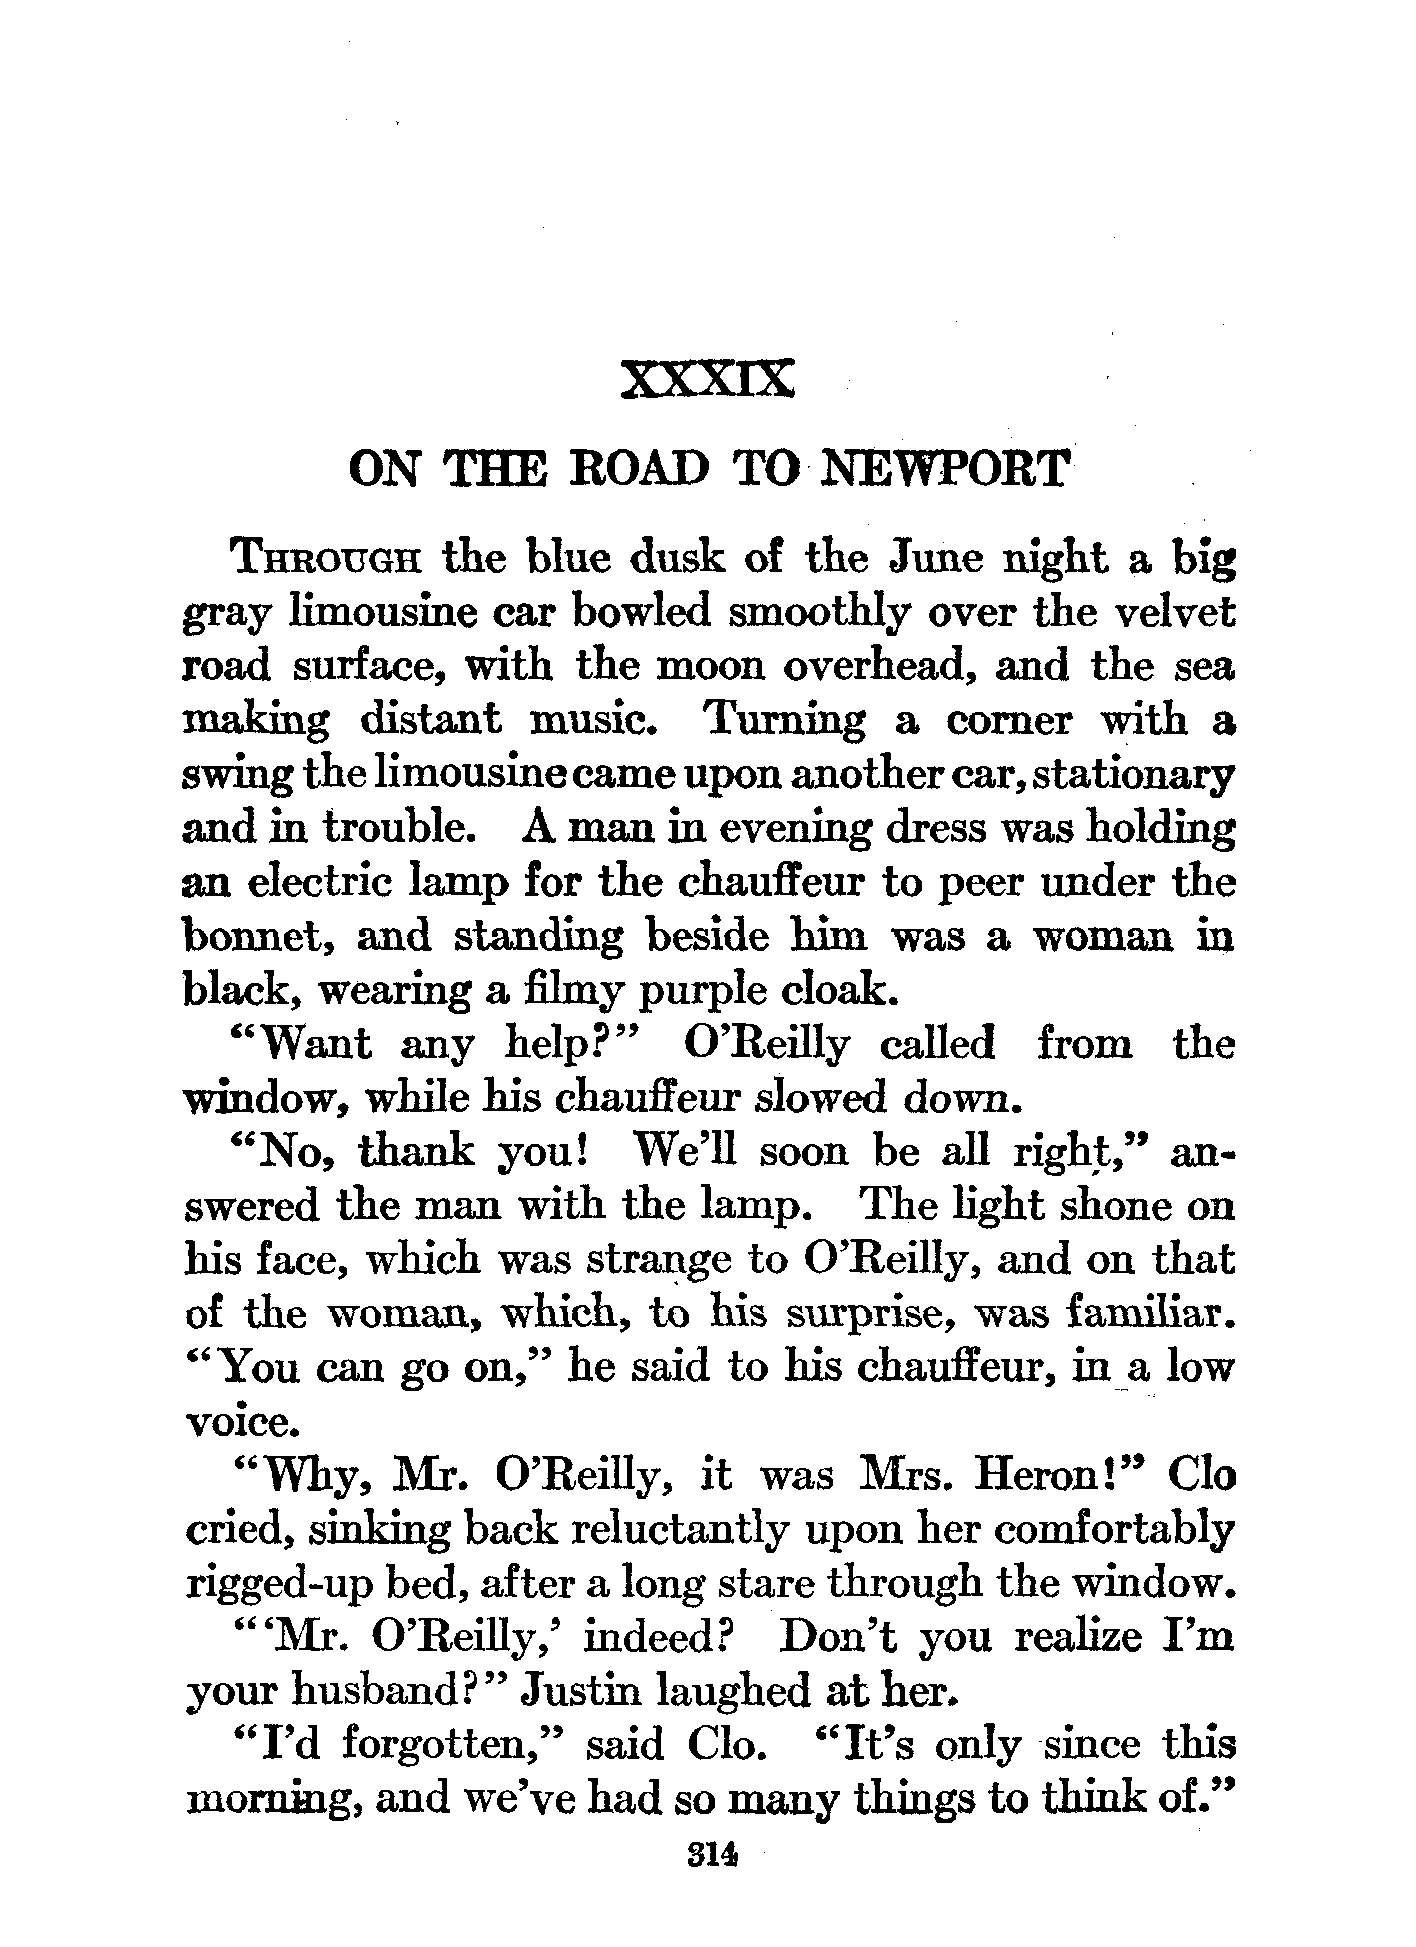 XXXIX
ON THE ROAD TO NEWPORT
THROUGH the blue dusk of the June night a big
gray limousine car bowled smoothly over the velvet
road surface, with the moon overhead, and the sea
making distant music. Turning a corner with a
swing the limousine came upon another car, stationary
and in trouble. A man in evening dress was holding
an electric lamp for the chauffeur to peer under the
bonnet, and standing beside him was a woman in
black, wearing a filmy purple cloak.
“Want any help?” O’Reilly called from the
window, while his chauffeur slowed down.
“No, thank you! We’ll soon be all right,” an-
swered the man with the lamp. The light shone on
his face, which was strange to O’Reilly, and on that
of the woman, which, to his surprise, was familiar.
“You can go on,” he said to his chauffeur, in a low
voice.
“Why, Mr. O’Reilly, it was Mrs. Heron!” Clo
cried, sinking back reluctantly upon her comfortably
rigged-up bed, after a long stare through the window.
“‘Mr. O’Reilly,’ indeed? Don’t you realize I’m
your husband?” Justin laughed at her.
“I’d forgotten,” said Clo. “It’s only since this
morning, and we’ve had so many things to think of.”
314